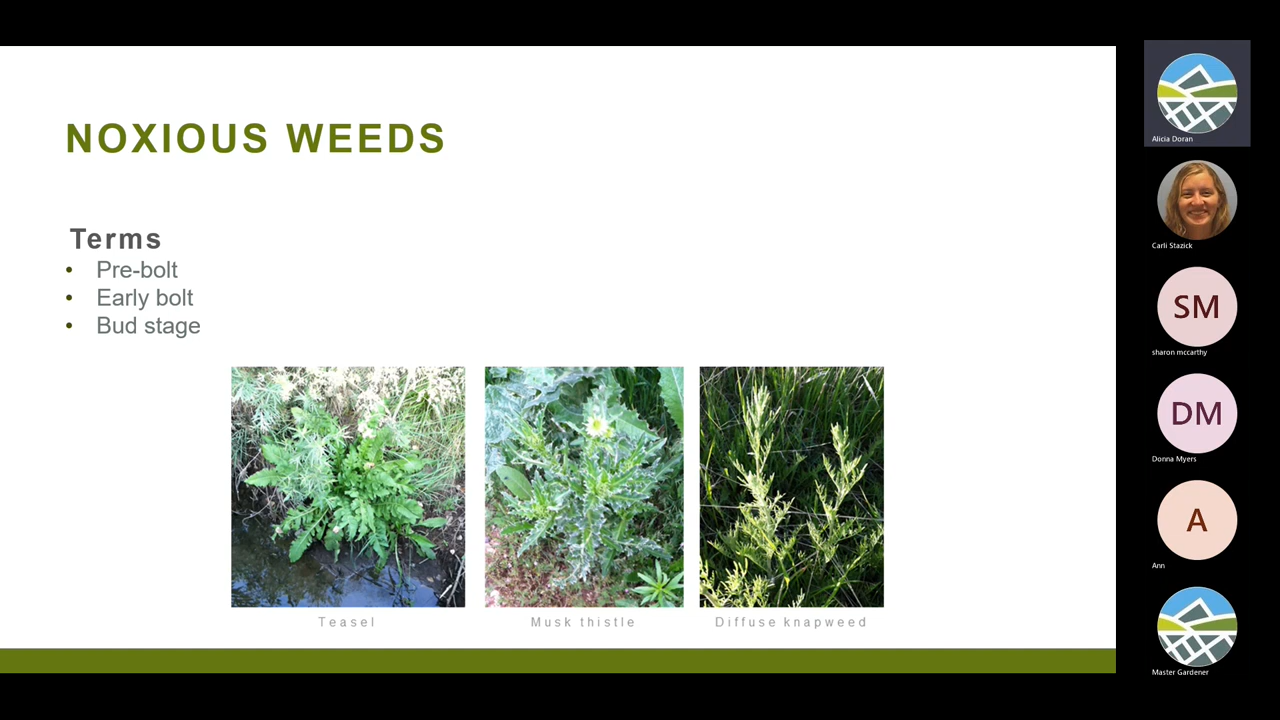 NOXIOUS WEEDS
Terms
• Pre-bolt
• Early bolt
• Bud stage
Teasel
Musk thistle
Diffuse knapweed
Alicia Doran
Carli Stazick
SM
sharon mccarthy
DM
Donna Myers
A
Ann
Master Gardener